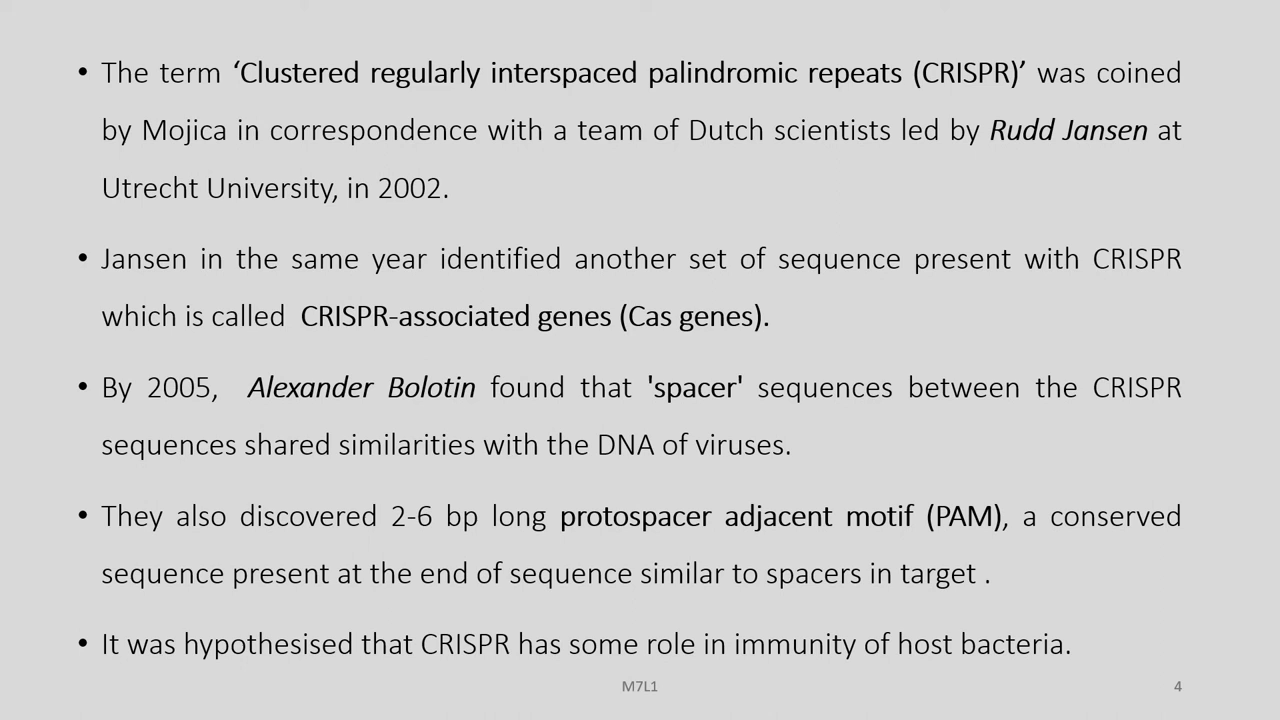 • The term ‘Clustered regularly interspaced palindromic repeats (CRISPR)’ was coined
by Mojica in correspondence with a team of Dutch scientists led by Rudd Jansen at
Utrecht University, in 2002.
• Jansen in the same year identified another set of sequence present with CRISPR
which is called CRISPR-associated genes (Cas genes).
• By 2005, Alexander Bolotin found that 'spacer' sequences between the CRISPR
sequences shared similarities with the DNA of viruses.
• They also discovered 2-6 bp long protospacer adjacent motif (PAM), a conserved
sequence present at the end of sequence similar to spacers in target .
• It was hypothesised that CRISPR has some role in immunity of host bacteria.
M7L1
4